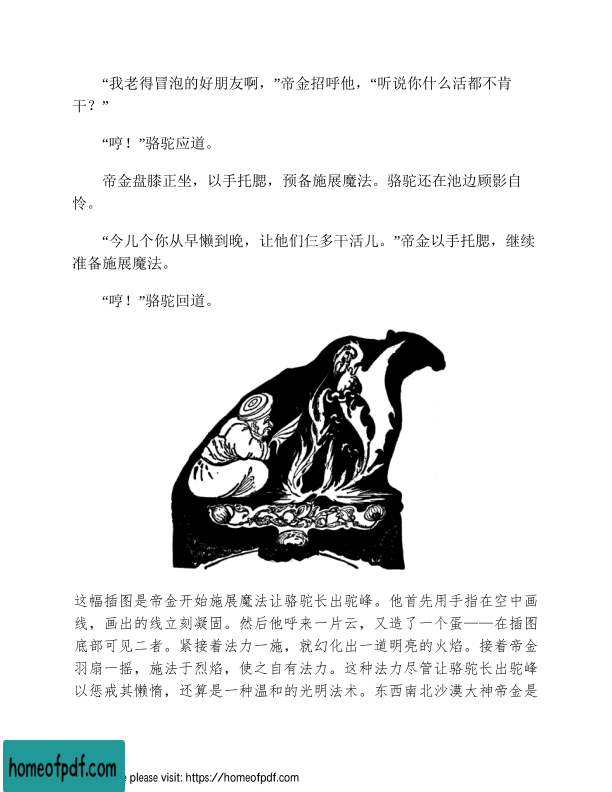 “我老得冒泡的好朋友啊，”帝金招呼他，“听说你什么活都不肯
干？”
“哼！”骆驼应道。
帝金盘膝正坐，以手托腮，预备施展魔法。骆驼还在池边顾影自
怜。
“今儿个你从早懒到晚，让他们仨多干活儿。”帝金以手托腮，继续
准备施展魔法。
“哼！”骆驼回道。
这幅插图是帝金开始施展魔法让骆驼长出驼峰。他首先用手指在空中画
线，画出的线立刻凝固。然后他呼来一片云，又造了一个蛋——在插图
底部可见二者。紧接着法力一施，就幻化出一道明亮的火焰。接着帝金
羽扇一摇，施法于烈焰，使之自有法力。这种法力尽管让骆驼长出驼峰
以惩戒其懒惰，还算是一种温和的光明法术。东西南北沙漠大神帝金是
homeofpdf.com
e please visit: https://homeofpdf.com